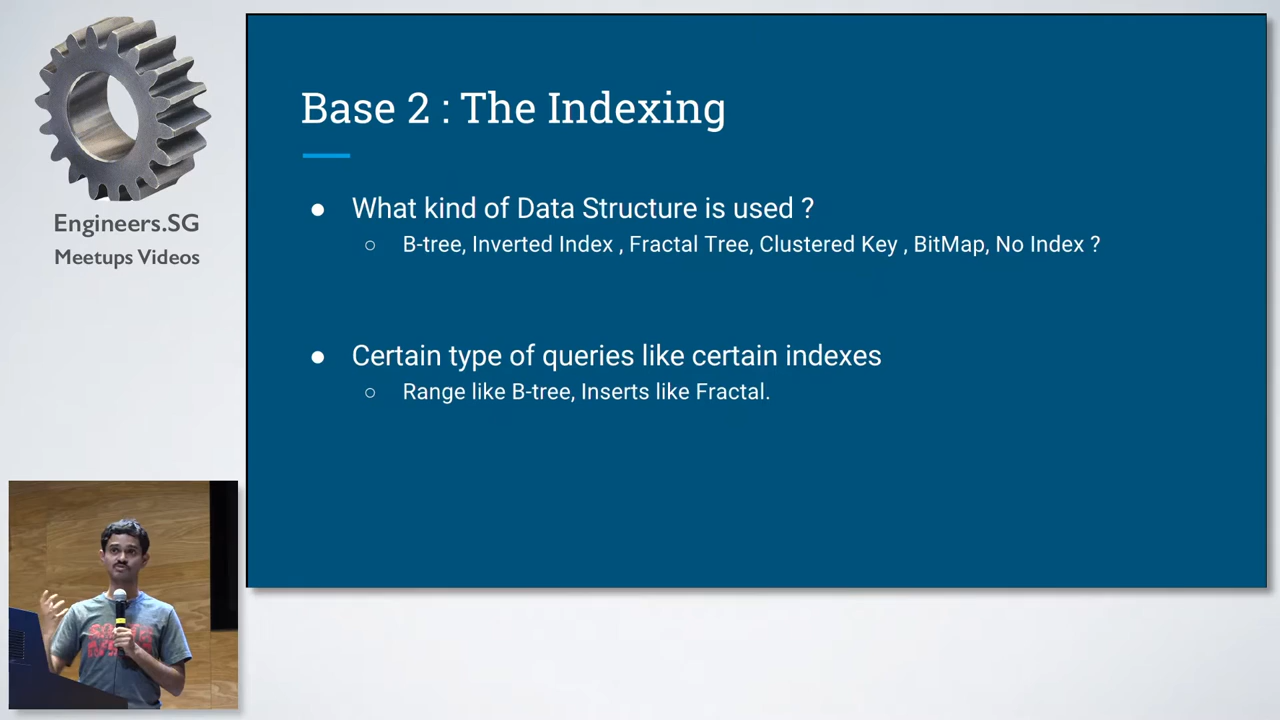 Engineers.SG
Meetups Videos
Base 2 : The Indexing
● What kind of Data Structure is used ?
○ B-tree, Inverted Index , Fractal Tree, Clustered Key , BitMap, No Index ?
● Certain type of queries like certain indexes
○ Range like B-tree, Inserts like Fractal.